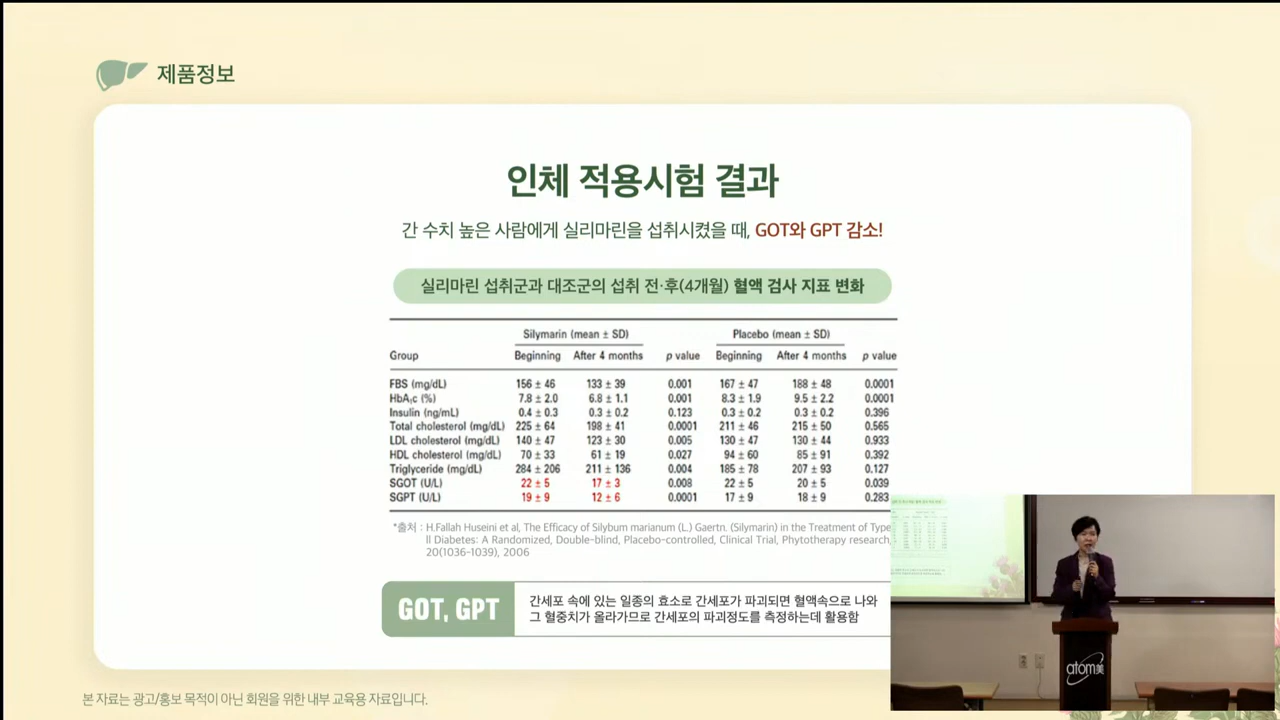 제품정보
인체 적용시험 결과
간 수치 높은 사람에게 실리마린을 섭취시켰을 때, GOT와 GPT 감소!
실리마린 섭취군과 대조군의 섭취 전·후(4개월) 혈액 검사 지표 변화
Silymarin (mean ± SD) Placebo (mean ± SD)
Group Beginning After 4 months p value Beginning After 4 months p value
FBS (mg/dL) 156 ± 46 133 ± 39 0.001 167 ± 47 188 ± 48 0.0001
HbA₁c (%) 7.8 ± 2.0 6.8 ± 1.1 0.001 8.3 ± 1.9 9.5 ± 2.2 0.0001
Insulin (ng/mL) 0.4 ± 0.3 0.3 ± 0.2 0.123 0.3 ± 0.2 0.3 ± 0.2 0.396
Total cholesterol (mg/dL) 225 ± 64 198 ± 41 0.0001 211 ± 46 215 ± 50 0.565
LDL cholesterol (mg/dL) 140 ± 47 123 ± 30 0.005 130 ± 47 130 ± 44 0.933
HDL cholesterol (mg/dL) 70 ± 33 61 ± 19 0.027 94 ± 60 85 ± 91 0.392
Triglyceride (mg/dL) 284 ± 206 211 ± 136 0.004 185 ± 78 207 ± 93 0.127
SGOT (U/L) 22 ± 5 17 ± 3 0.008 22 ± 5 20 ± 5 0.039
SGPT (U/L) 19 ± 9 12 ± 6 0.0001 17 ± 9 18 ± 9 0.283
*출처 : H.Fallah Huseini et al, The Efficacy of Silybum marianum (L.) Gaertn. (Silymarin) in the Treatment of Type
II Diabetes: A Randomized, Double-blind, Placebo-controlled, Clinical Trial, Phytotherapy research,
20(1036-1039), 2006
GOT, GPT
간세포 속에 있는 일종의 효소로 간세포가 파괴되면 혈액속으로 나와
그 혈중치가 올라가므로 간세포의 파괴정도를 측정하는데 활용함
atom美
본 자료는 광고/홍보 목적이 아닌 회원을 위한 내부 교육용 자료입니다.